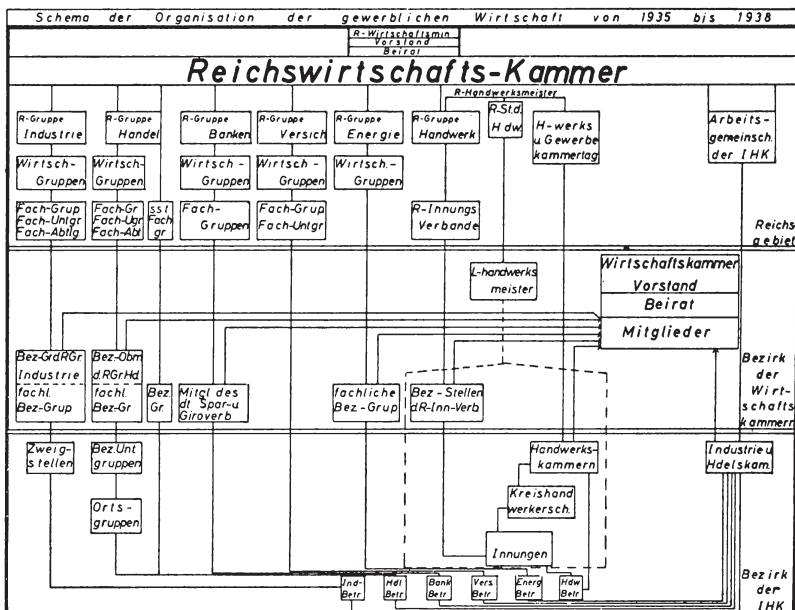 Schema der Organisation der gewerblichen Wirtschaft von 1935 bis 1938
R-Wirtschaftsmin
Vorstand
Beirat
Reichswirtschafts-Kammer
R-Handwerksmeister
R-Gruppe
Industrie
R-Gruppe
Handel
R-Gruppe
Banken
R-Gruppe
Versich
R-Gruppe
Energie
R-Gruppe
Handwerk
R-St.d.
Hdw.
H-werks
u Gewerbe
kammertag
Arbeits-
gemeinsch.
der IHK
Wirtsch-
Gruppen
Wirtsch-
Gruppen
Wirtsch-
Gruppen
Wirtsch-
Gruppen
Wirtsch.-
Gruppen
Fach-Grup
Fach-Untgr
Fach-Abtlg.
Fach-Gr
Fach-Ugr
Fach-Abt
sst
Fach
gr
Fach-
Gruppen
Fach-Grup
Fach-Untgr
R-Innungs
Verbande
Reichs
gebiet
L-handwerks
meister
Wirtschaftskammer
Vorstand
Beirat
Mitglieder
Bez-GrdRGr.
Industrie
fachl.
Bez-Grup
Bez-Obm
d.RGr.Hd.
fachl.
Bez-Gr
Bez.
Gr.
Mitgl des
dt Spar-u
Giroverb
fachliche
Bez-Grup
Bez-Stellen
dR-Inn-Verb
Bezirk
der
Wirt-
schafts
kammern
Zweig-
stellen
Bez.Unt
gruppen
Handwerks-
kammern
Industrie u
Hdelskam.
Kreishand
werkersch.
Orts-
gruppen
Innungen
Ind-
Betr
Hdl
Betr
Bank
Betr
Vers.
Betr
Energ
Betr
Hdw
Betr
Bezirk
der
IHK